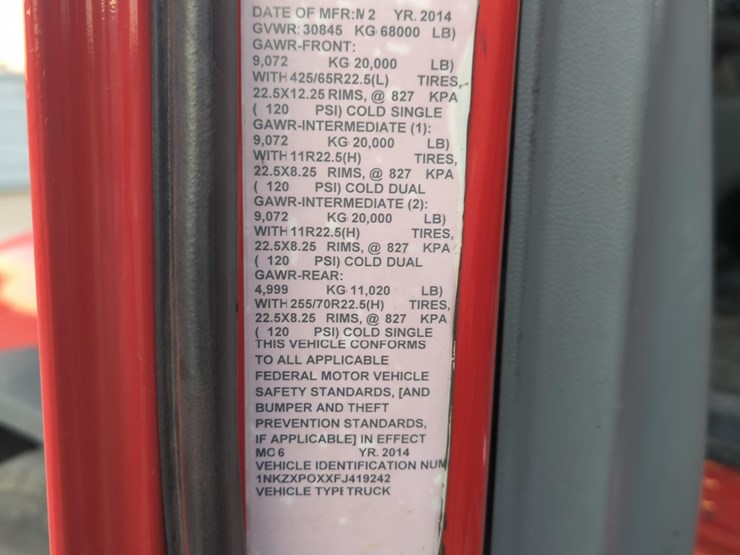 DATE OF MFR: M 2 YR. 2014
GVWR: 30845 KG 68000 LB)
GAWR-FRONT:
9,072 KG 20,000 LB)
WITH 425/65R22.5(L) TIRES,
22.5X12.25 RIMS, @ 827 KPA
( 120 PSI) COLD SINGLE
GAWR-INTERMEDIATE (1):
9,072 KG 20,000 LB)
WITH 11R22.5(H) TIRES,
22.5X8.25 RIMS, @ 827 KPA
( 120 PSI) COLD DUAL
GAWR-INTERMEDIATE (2):
9,072 KG 20,000 LB)
WITH 11R22.5(H) TIRES,
22.5X8.25 RIMS, @ 827 KPA
( 120 PSI) COLD DUAL
GAWR-REAR:
4,999 KG 11,020 LB)
WITH 255/70R22.5(H) TIRES,
22.5X8.25 RIMS, @ 827 KPA
( 120 PSI) COLD SINGLE
THIS VEHICLE CONFORMS
TO ALL APPLICABLE
FEDERAL MOTOR VEHICLE
SAFETY STANDARDS, [AND
BUMPER AND THEFT
PREVENTION STANDARDS,
IF APPLICABLE] IN EFFECT
MO 6 YR. 2014
VEHICLE IDENTIFICATION NUM
1NKZXPOXXFJ419242
VEHICLE TYPE TRUCK